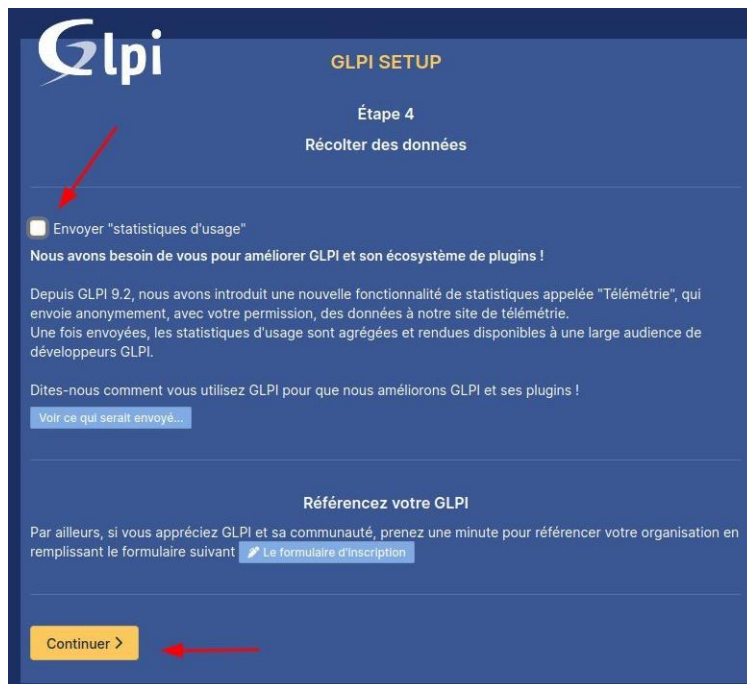 Glpi
GLPI SETUP
Étape 4
Récolter des données
Envoyer "statistiques d'usage"
Nous avons besoin de vous pour améliorer GLPI et son écosystème de plugins !
Depuis GLPI 9.2, nous avons introduit une nouvelle fonctionnalité de statistiques appelée "Télémétrie", qui
envoie anonymement, avec votre permission, des données à notre site de télémétrie.
Une fois envoyées, les statistiques d'usage sont agrégées et rendues disponibles à une large audience de
développeurs GLPI.
Dites-nous comment vous utilisez GLPI pour que nous améliorons GLPI et ses plugins !
Voir ce qui serait envoyé...
Référencez votre GLPI
Par ailleurs, si vous appréciez GLPI et sa communauté, prenez une minute pour référencer votre organisation en
remplissant le formulaire suivant Le formulaire d'inscription
Continuer >